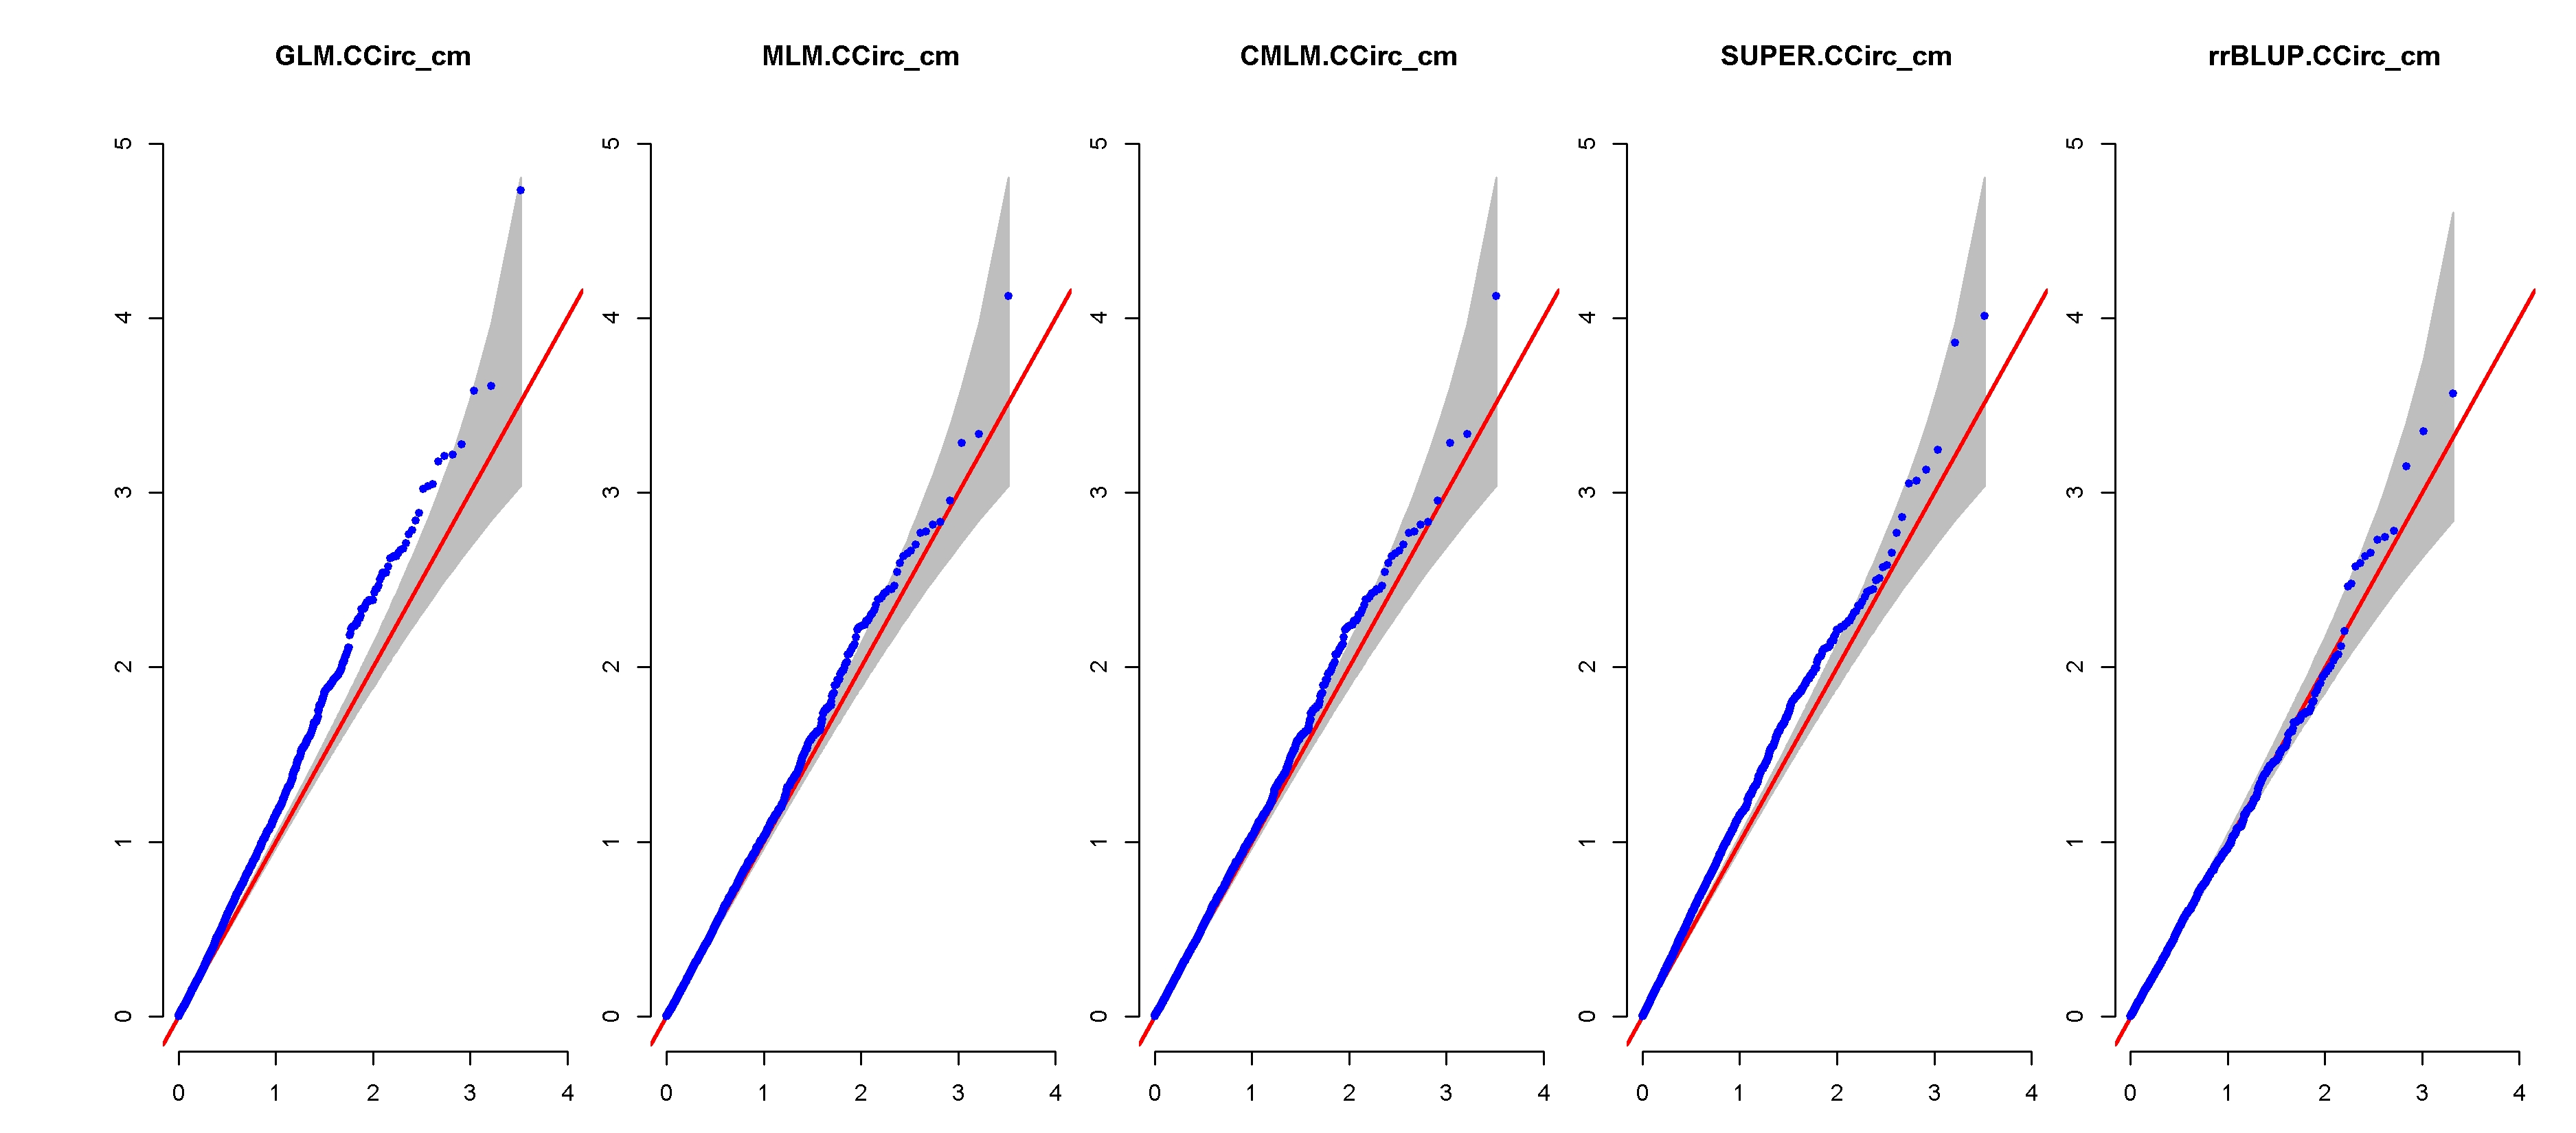 GLM.CCirc_cm MLM.CCirc_cm CMLM.CCirc_cm SUPER.CCirc_cm rrBLUP.CCirc_cm
5 5 5 5 5
4 4 4 4 4
3 3 3 3 3
2 2 2 2 2
1 1 1 1 1
0 0 0 0 0
0 1 2 3 4 0 1 2 3 4 0 1 2 3 4 0 1 2 3 4 0 1 2 3 4